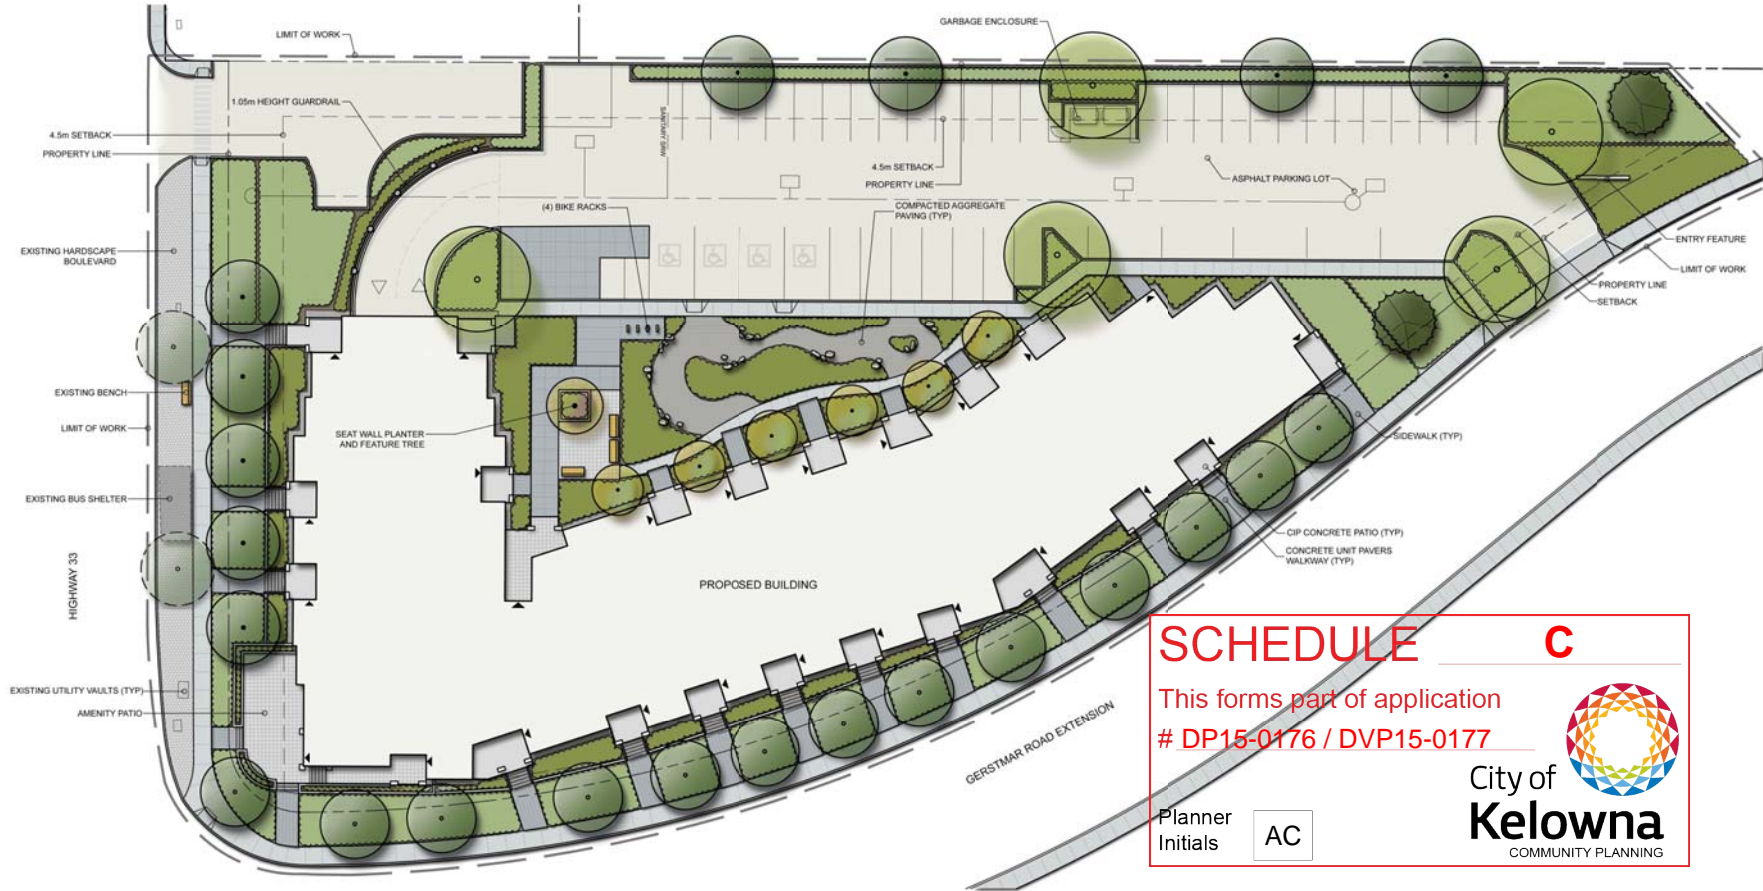 LIMIT OF WORK
GARBAGE ENCLOSURE
1.05m HEIGHT GUARDRAIL
SANITARY SRW
4.5m SETBACK
PROPERTY LINE
4.5m SETBACK
PROPERTY LINE
ASPHALT PARKING LOT
(4) BIKE RACKS
COMPACTED AGGREGATE
PAVING (TYP)
EXISTING HARDSCAPE
BOULEVARD
ENTRY FEATURE
LIMIT OF WORK
PROPERTY LINE
SETBACK
EXISTING BENCH
LIMIT OF WORK
SEAT WALL PLANTER
AND FEATURE TREE
SIDEWALK (TYP)
EXISTING BUS SHELTER
CIP CONCRETE PATIO (TYP)
CONCRETE UNIT PAVERS
WALKWAY (TYP)
HIGHWAY 33
PROPOSED BUILDING
EXISTING UTILITY VAULTS (TYP)
AMENITY PATIO
GERSTMAR ROAD EXTENSION
SCHEDULE C
This forms part of application
# DP15-0176 / DVP15-0177
City of
Kelowna
COMMUNITY PLANNING
Planner
Initials
AC